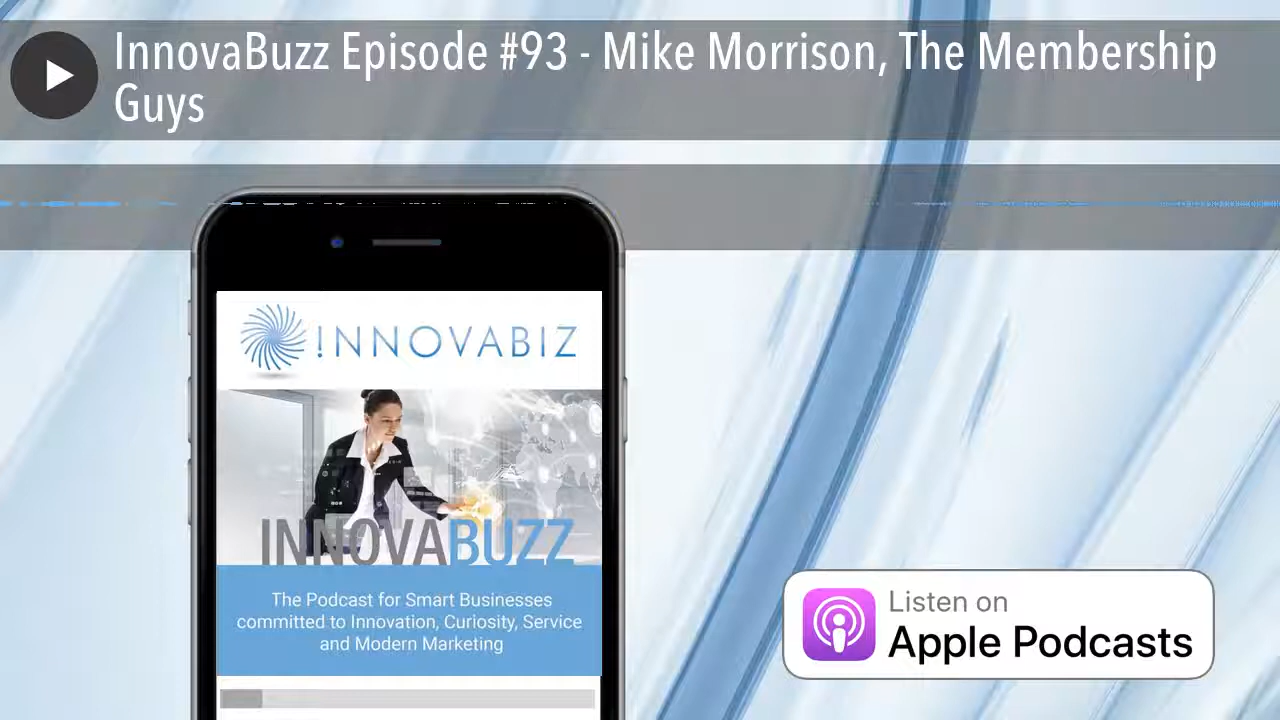 InnovaBuzz Episode #93 - Mike Morrison, The Membership
Guys
!NNOVABIZ
INNOVABUZZ
The Podcast for Smart Businesses
committed to Innovation, Curiosity, Service
and Modern Marketing
Listen on
Apple Podcasts